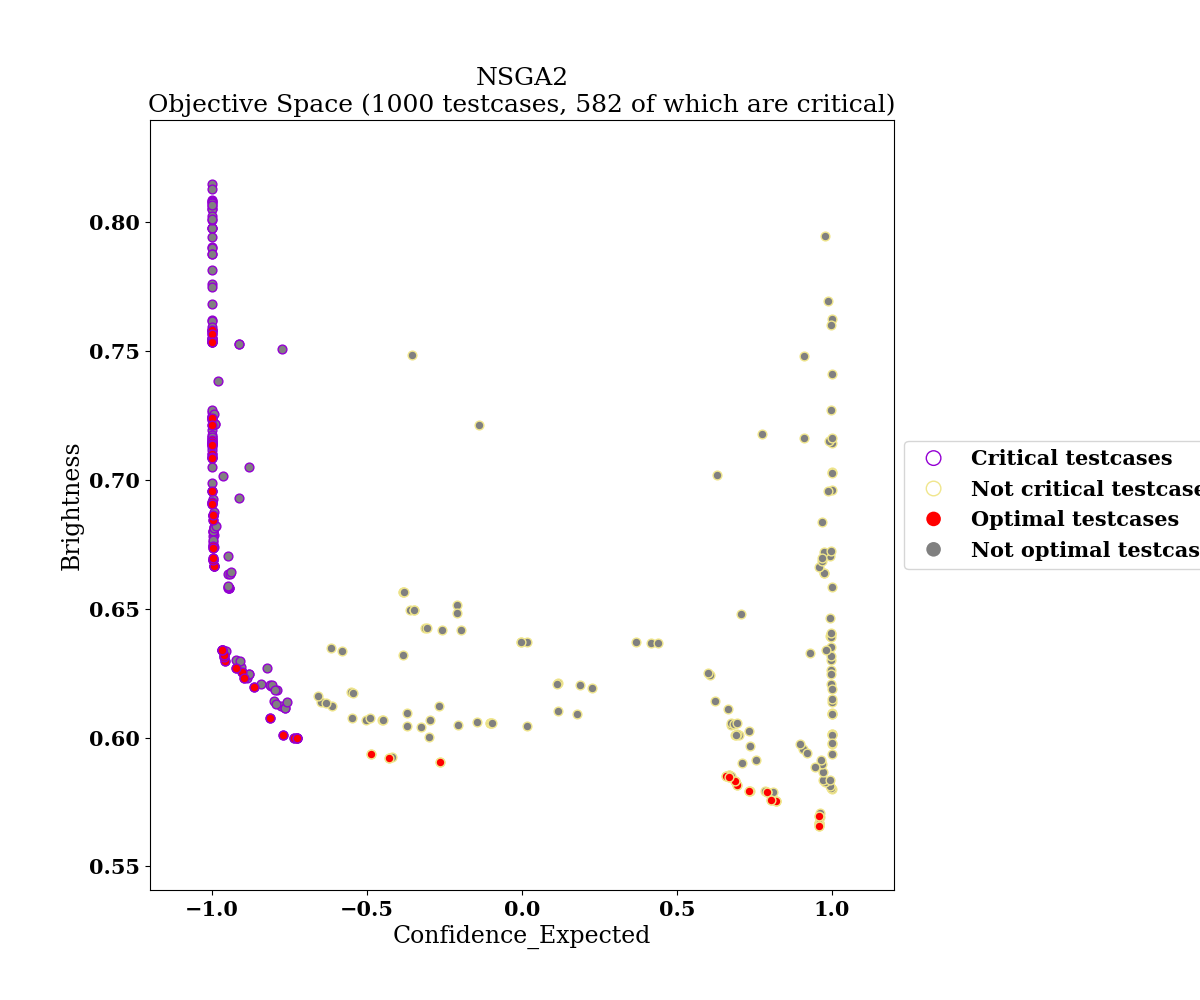 NSGA2
Objective Space (1000 testcases, 582 of which are critical)
0.80
0.75
0.70
0.65
0.60
0.55
Brightness
−1.0 −0.5 0.0 0.5 1.0
Confidence_Expected
Critical testcases
Not critical testcase
Optimal testcases
Not optimal testcas